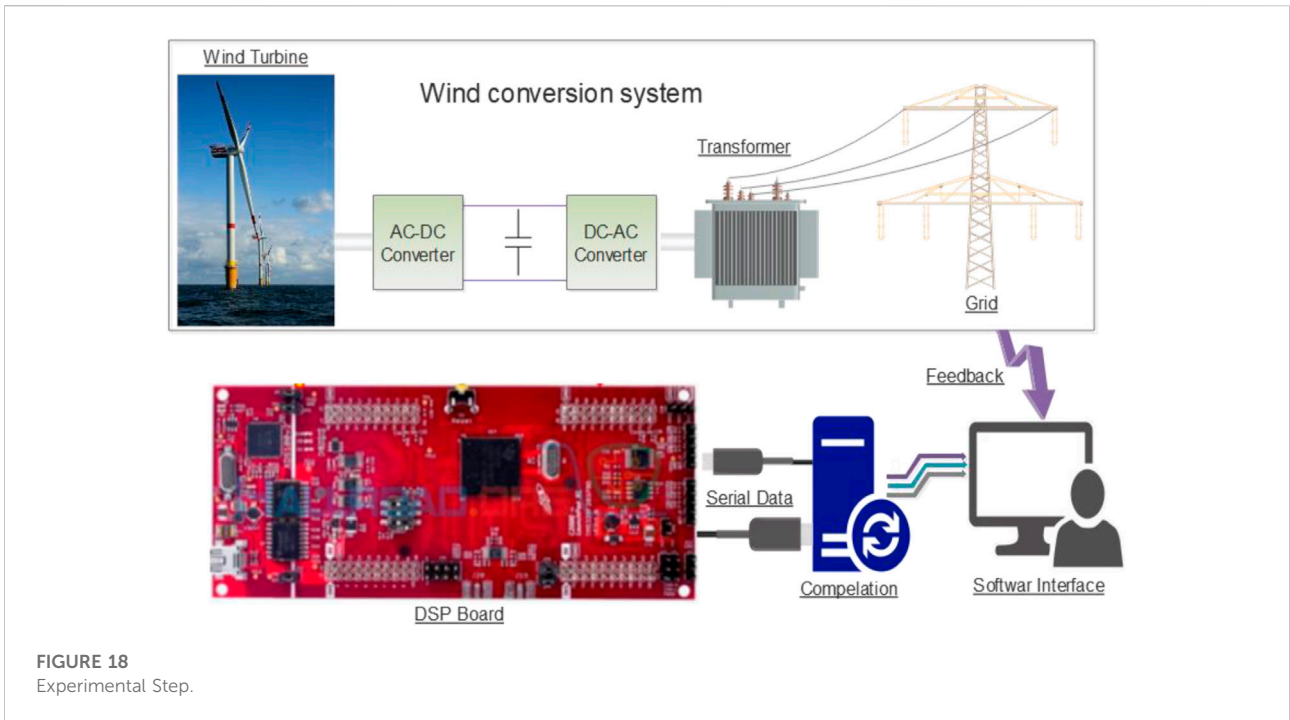 Wind Turbine
Wind conversion system
Transformer
AC-DC
Converter
DC-AC
Converter
Grid
Feedback
Serial Data
Compelation
Softwar Interface
DSP Board
FIGURE 18
Experimental Step.